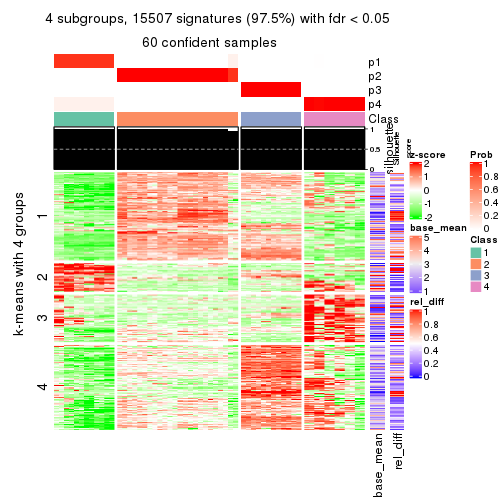 4 subgroups, 15507 signatures (97.5%) with fdr < 0.05
60 confident samples
p1
p2
p3
p4
Class
1
0.5
0
silhouette
Silhouette
score
k-means with 4 groups
1
2
3
4
base_mean
rel_diff
z-score
2
1
0
-1
-2
base_mean
5
4
3
2
1
rel_diff
1
0.8
0.6
0.4
0.2
0
Prob
1
0.8
0.6
0.4
0.2
0
Class
1
2
3
4